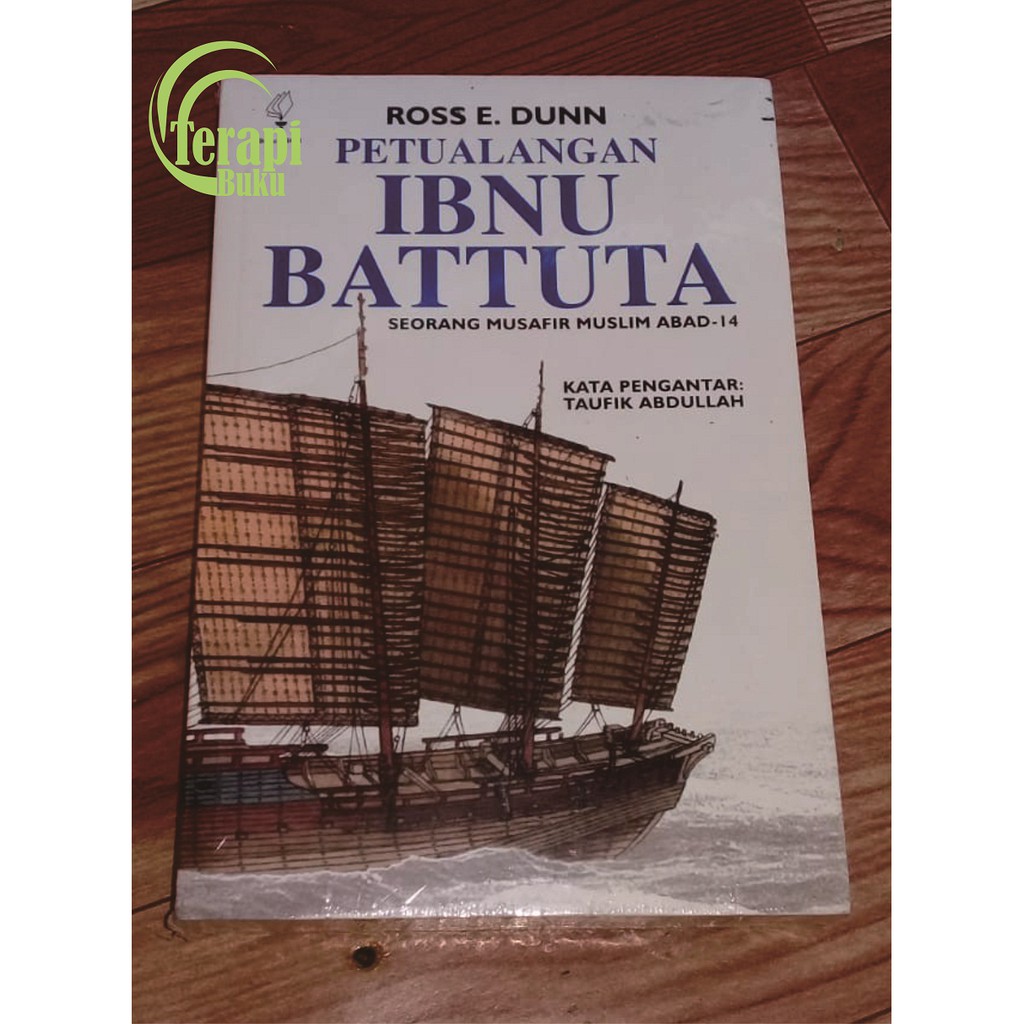 Terapi
Buku
ROSS E. DUNN
PETUALANGAN
IBNU
BATTUTA
SEORANG MUSAFIR MUSLIM ABAD-14
KATA PENGANTAR:
TAUFIK ABDULLAH